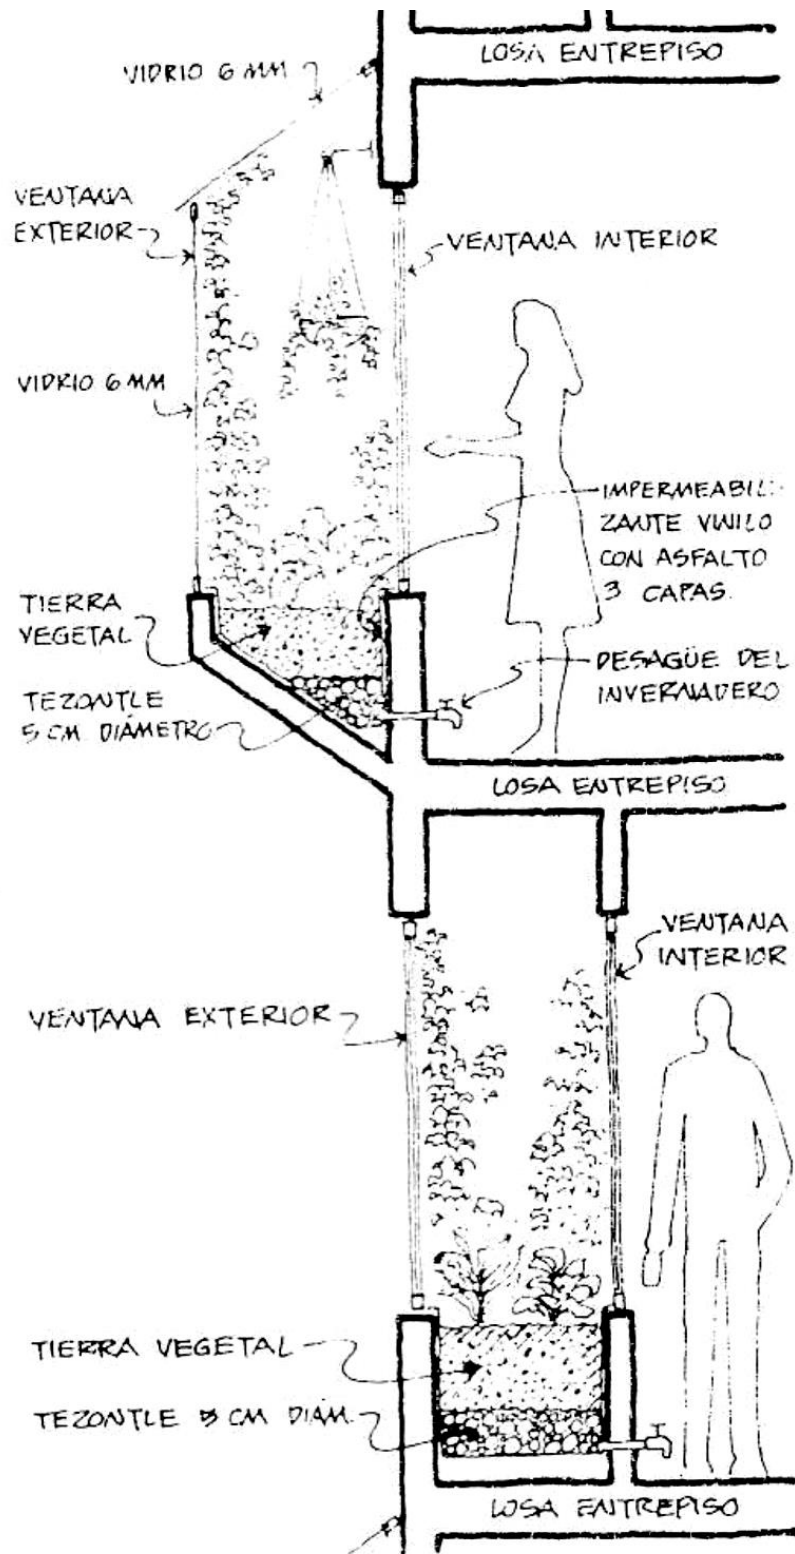 LOSA ENTREPISO
VIDRIO 6 MM
VENTANA
EXTERIOR
VENTANA INTERIOR
VIDRIO 6 MM
IMPERMEABILI-
ZANTE VINILO
CON ASFALTO
3 CAPAS.
TIERRA
VEGETAL
DESAGÜE DEL
INVERNADERO
TEZONTLE
5 CM. DIÁMETRO
LOSA ENTREPISO
VENTANA
INTERIOR
VENTANA EXTERIOR
TIERRA VEGETAL
TEZONTLE 5 CM DIÁM.
LOSA ENTREPISO